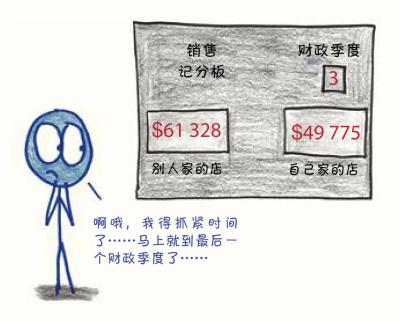 销售
记分板
财政季度
3
$61 328
$49 775
别人家的店
自己家的店
啊哦，我得抓紧时间
了……马上就到最后一
个财政季度了……